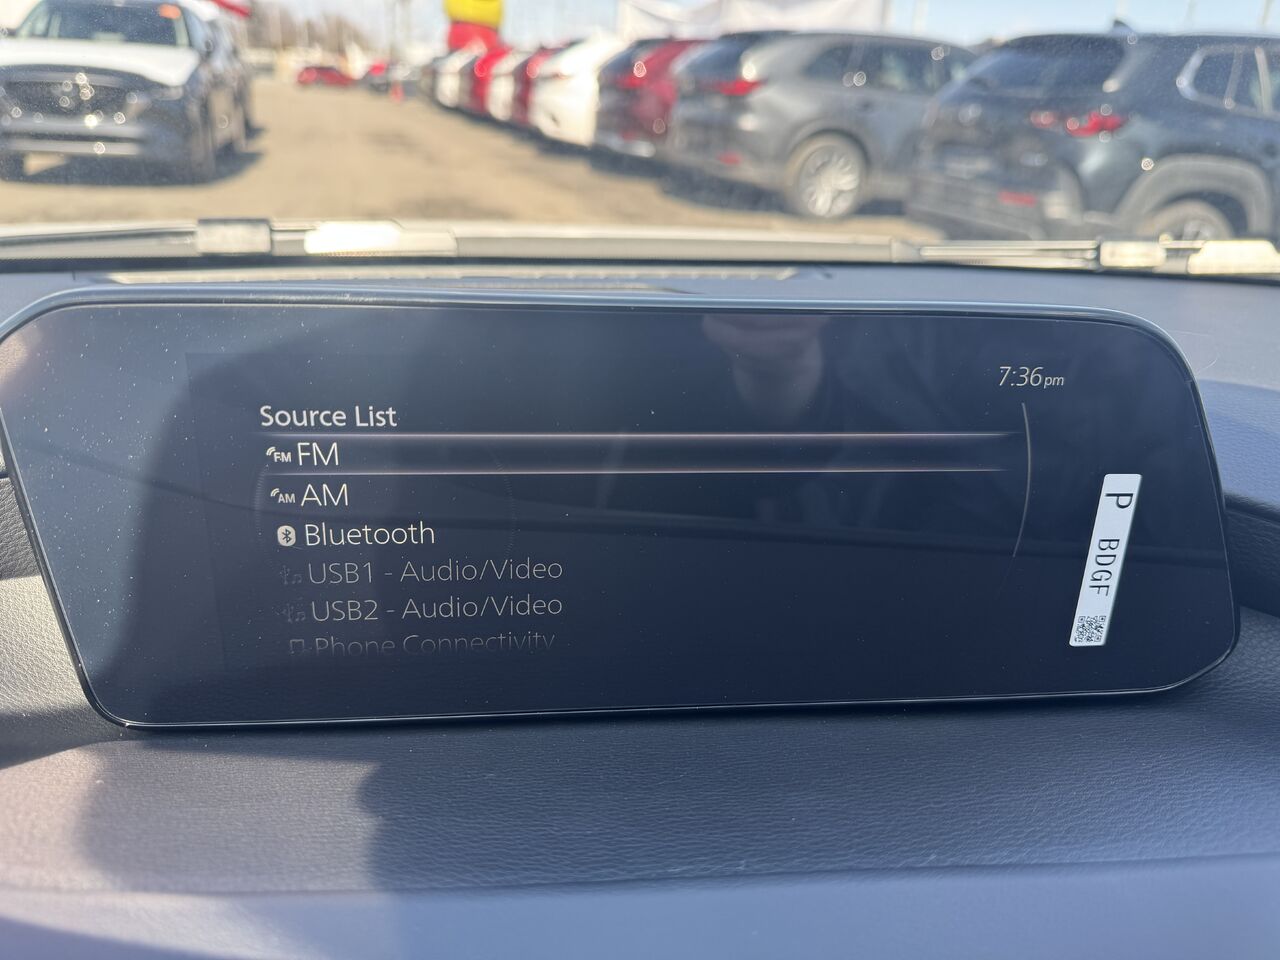 7:36pm
Source List
FM FM
AM AM
Bluetooth
USB1 - Audio/Video
USB2 - Audio/Video
Phone Connectivity
P BDGF